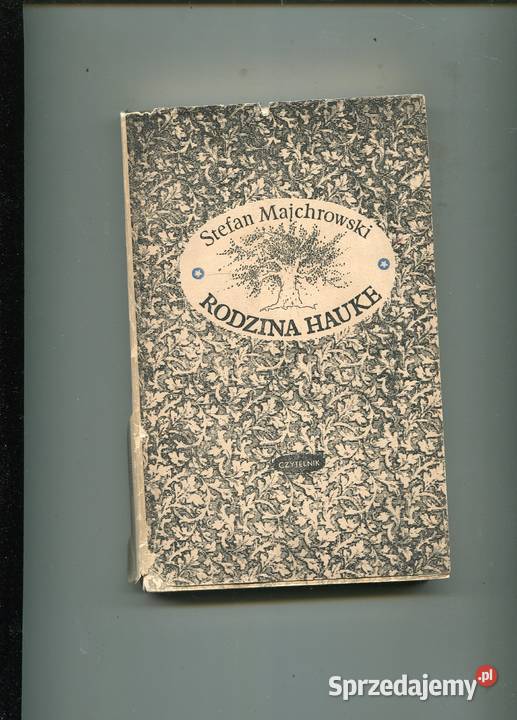 Stefan Majchrowski
RODZINA HAUKE
CZYTELNIK
Sprzedajemy.pl